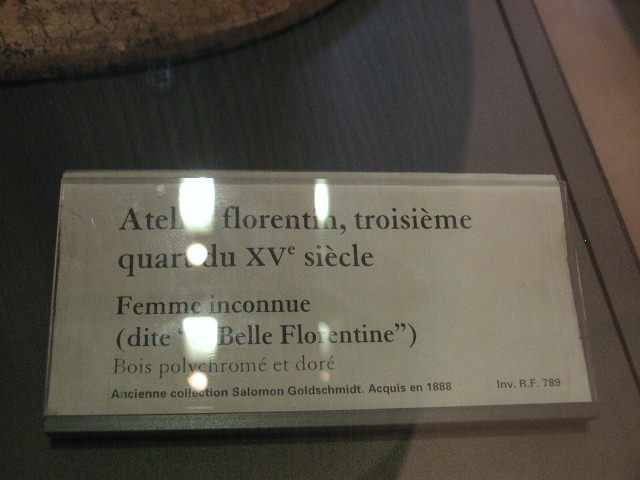 Atelier florentin, troisième
quart du XVe siècle
Femme inconnue
(dite " Belle Florentine")
Bois polychromé et doré
Ancienne collection Salomon Goldschmidt. Acquis en 1888
Inv. R.F. 789